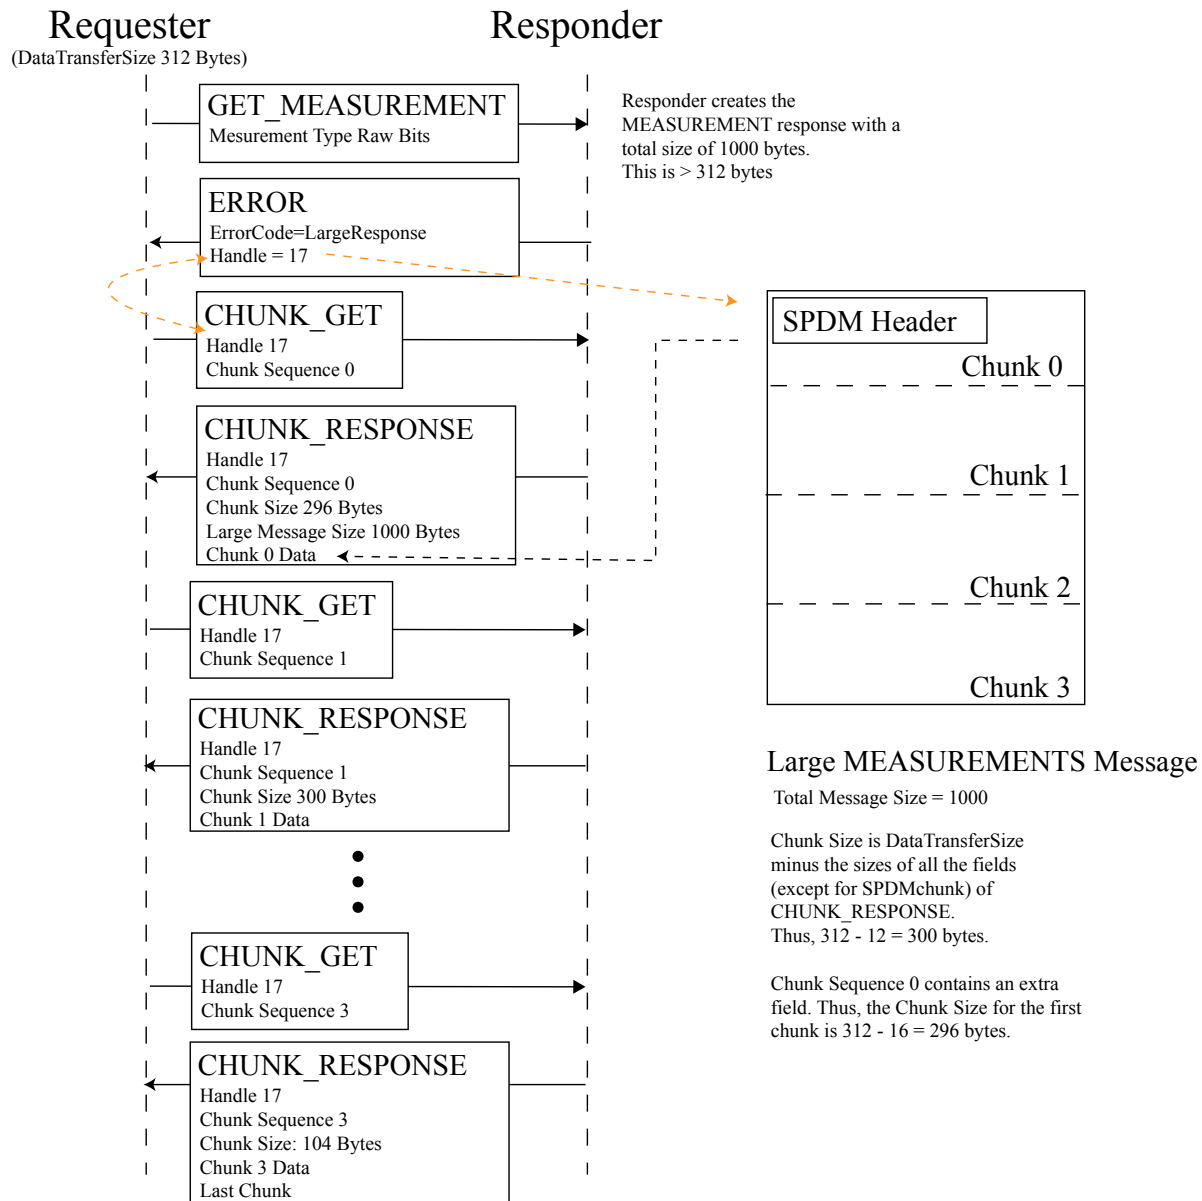 Requester
(DataTransferSize 312 Bytes)
Responder
GET_MEASUREMENT
Mesurement Type Raw Bits
Responder creates the
MEASUREMENT response with a
total size of 1000 bytes.
This is > 312 bytes
ERROR
ErrorCode=LargeResponse
Handle = 17
CHUNK_GET
Handle 17
Chunk Sequence 0
CHUNK_RESPONSE
Handle 17
Chunk Sequence 0
Chunk Size 296 Bytes
Large Message Size 1000 Bytes
Chunk 0 Data
CHUNK_GET
Handle 17
Chunk Sequence 1
CHUNK_RESPONSE
Handle 17
Chunk Sequence 1
Chunk Size 300 Bytes
Chunk 1 Data
CHUNK_GET
Handle 17
Chunk Sequence 3
CHUNK_RESPONSE
Handle 17
Chunk Sequence 3
Chunk Size: 104 Bytes
Chunk 3 Data
Last Chunk
SPDM Header
Chunk 0
Chunk 1
Chunk 2
Chunk 3
Large MEASUREMENTS Message
Total Message Size = 1000
Chunk Size is DataTransferSize
minus the sizes of all the fields
(except for SPDMchunk) of
CHUNK_RESPONSE.
Thus, 312 - 12 = 300 bytes.
Chunk Sequence 0 contains an extra
field. Thus, the Chunk Size for the first
chunk is 312 - 16 = 296 bytes.